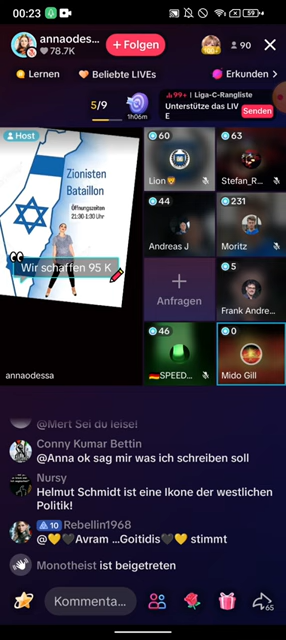 00:23
59
annaodes...
78.7K
+ Folgen
90
Lernen
Beliebte LIVEs
Erkunden
5/9
1h06m
99+ | Liga-C-Rangliste
Unterstütze das LIV
E
Senden
Host
Zionisten
Bataillon
Öffnungszeiten
21:30-1:30 Uhr
Wir schaffen 95 K
annaodessa
60
Lion
63
Stefan_R...
44
Andreas J
231
Moritz
Anfragen
5
Frank Andre...
46
SPEED...
0
Mido Gill
@Mert Sei du leise!
Conny Kumar Bettin
@Anna ok sag mir was ich schreiben soll
Nursy
Helmut Schmidt ist eine Ikone der westlichen
Politik!
10 Rebellin1968
@💛🖤Avram ...Goitidis🖤💛 stimmt
Monotheist ist beigetreten
Kommenta...
65